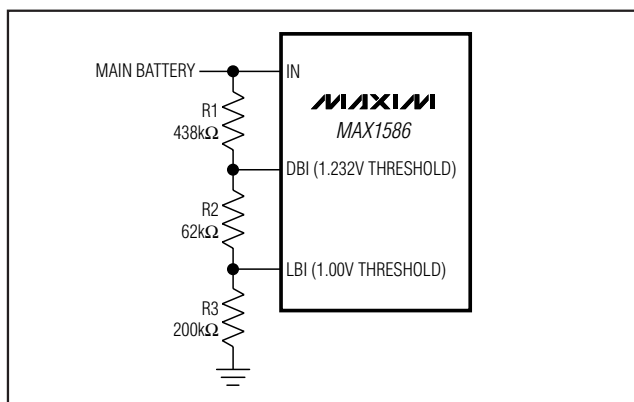 MAIN BATTERY
IN
MAXIM
MAX1586
R1
438kΩ
DBI (1.232V THRESHOLD)
R2
62kΩ
LBI (1.00V THRESHOLD)
R3
200kΩ